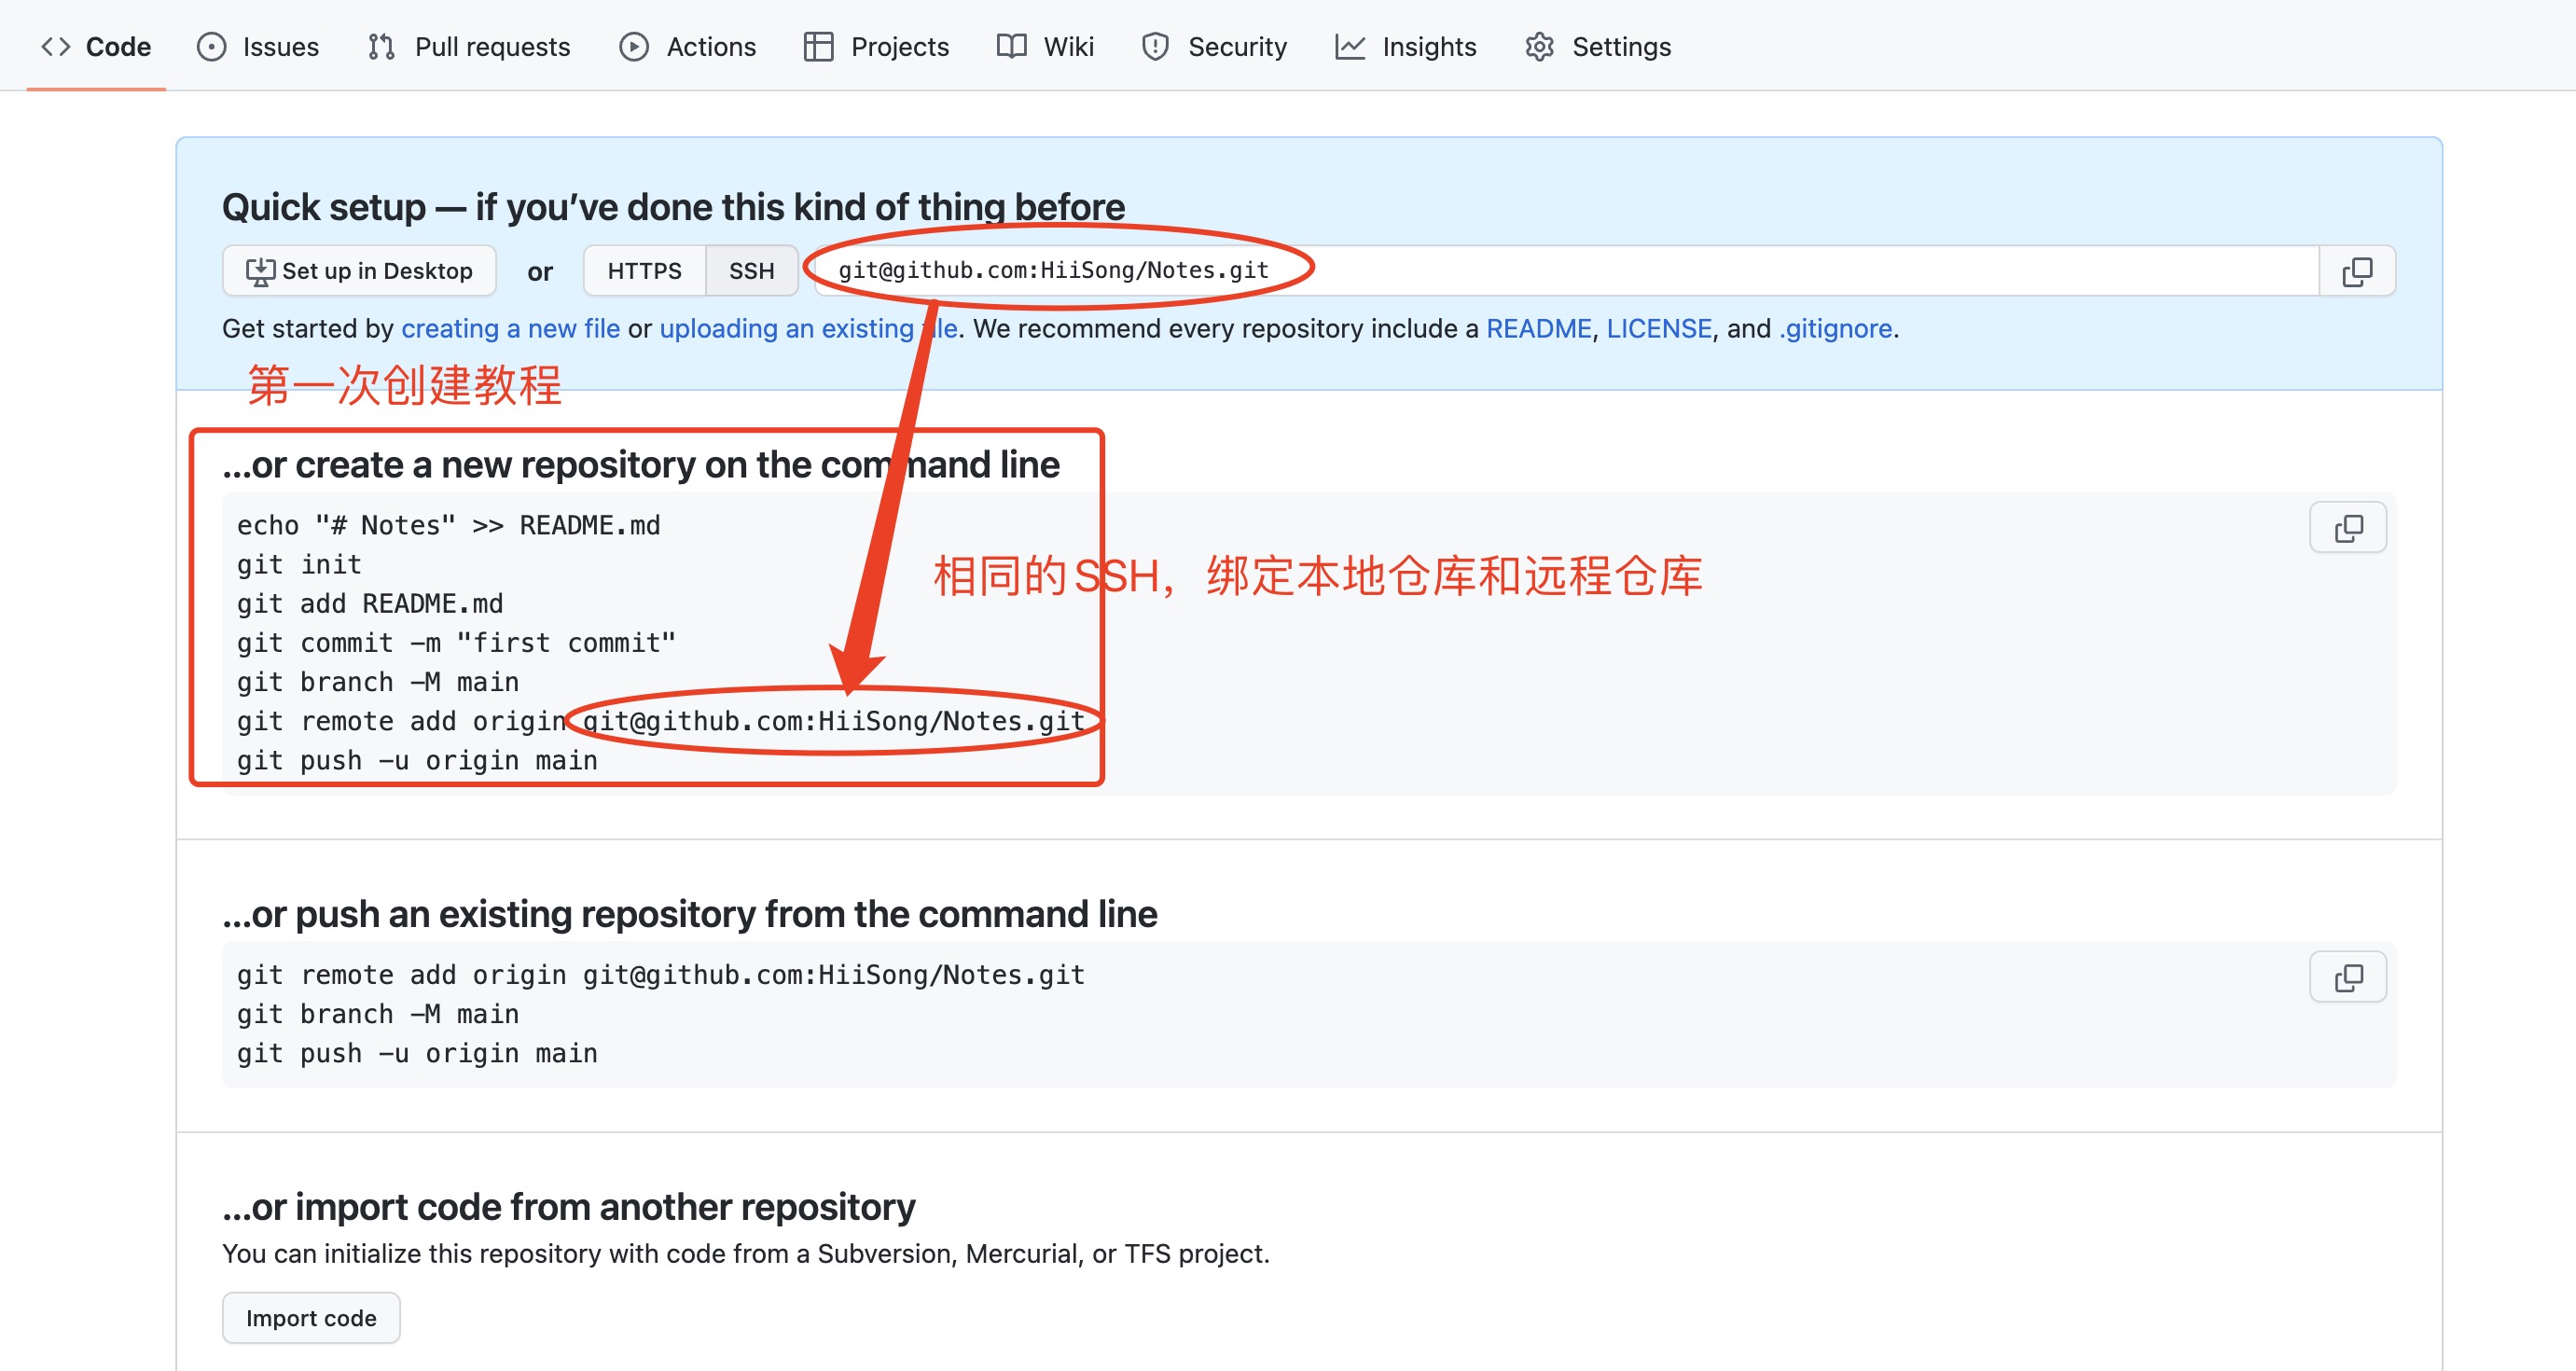 Code Issues Pull requests Actions Projects Wiki Security Insights Settings
Quick setup — if you’ve done this kind of thing before
Set up in Desktop or HTTPS SSH git@github.com:HiiSong/Notes.git
Get started by creating a new file or uploading an existing file. We recommend every repository include a README, LICENSE, and .gitignore.
第一次创建教程
...or create a new repository on the command line
echo "# Notes" >> README.md
git init
相同的SSH，绑定本地仓库和远程仓库
git add README.md
git commit -m "first commit"
git branch -M main
git remote add origin git@github.com:HiiSong/Notes.git
git push -u origin main
...or push an existing repository from the command line
git remote add origin git@github.com:HiiSong/Notes.git
git branch -M main
git push -u origin main
...or import code from another repository
You can initialize this repository with code from a Subversion, Mercurial, or TFS project.
Import code